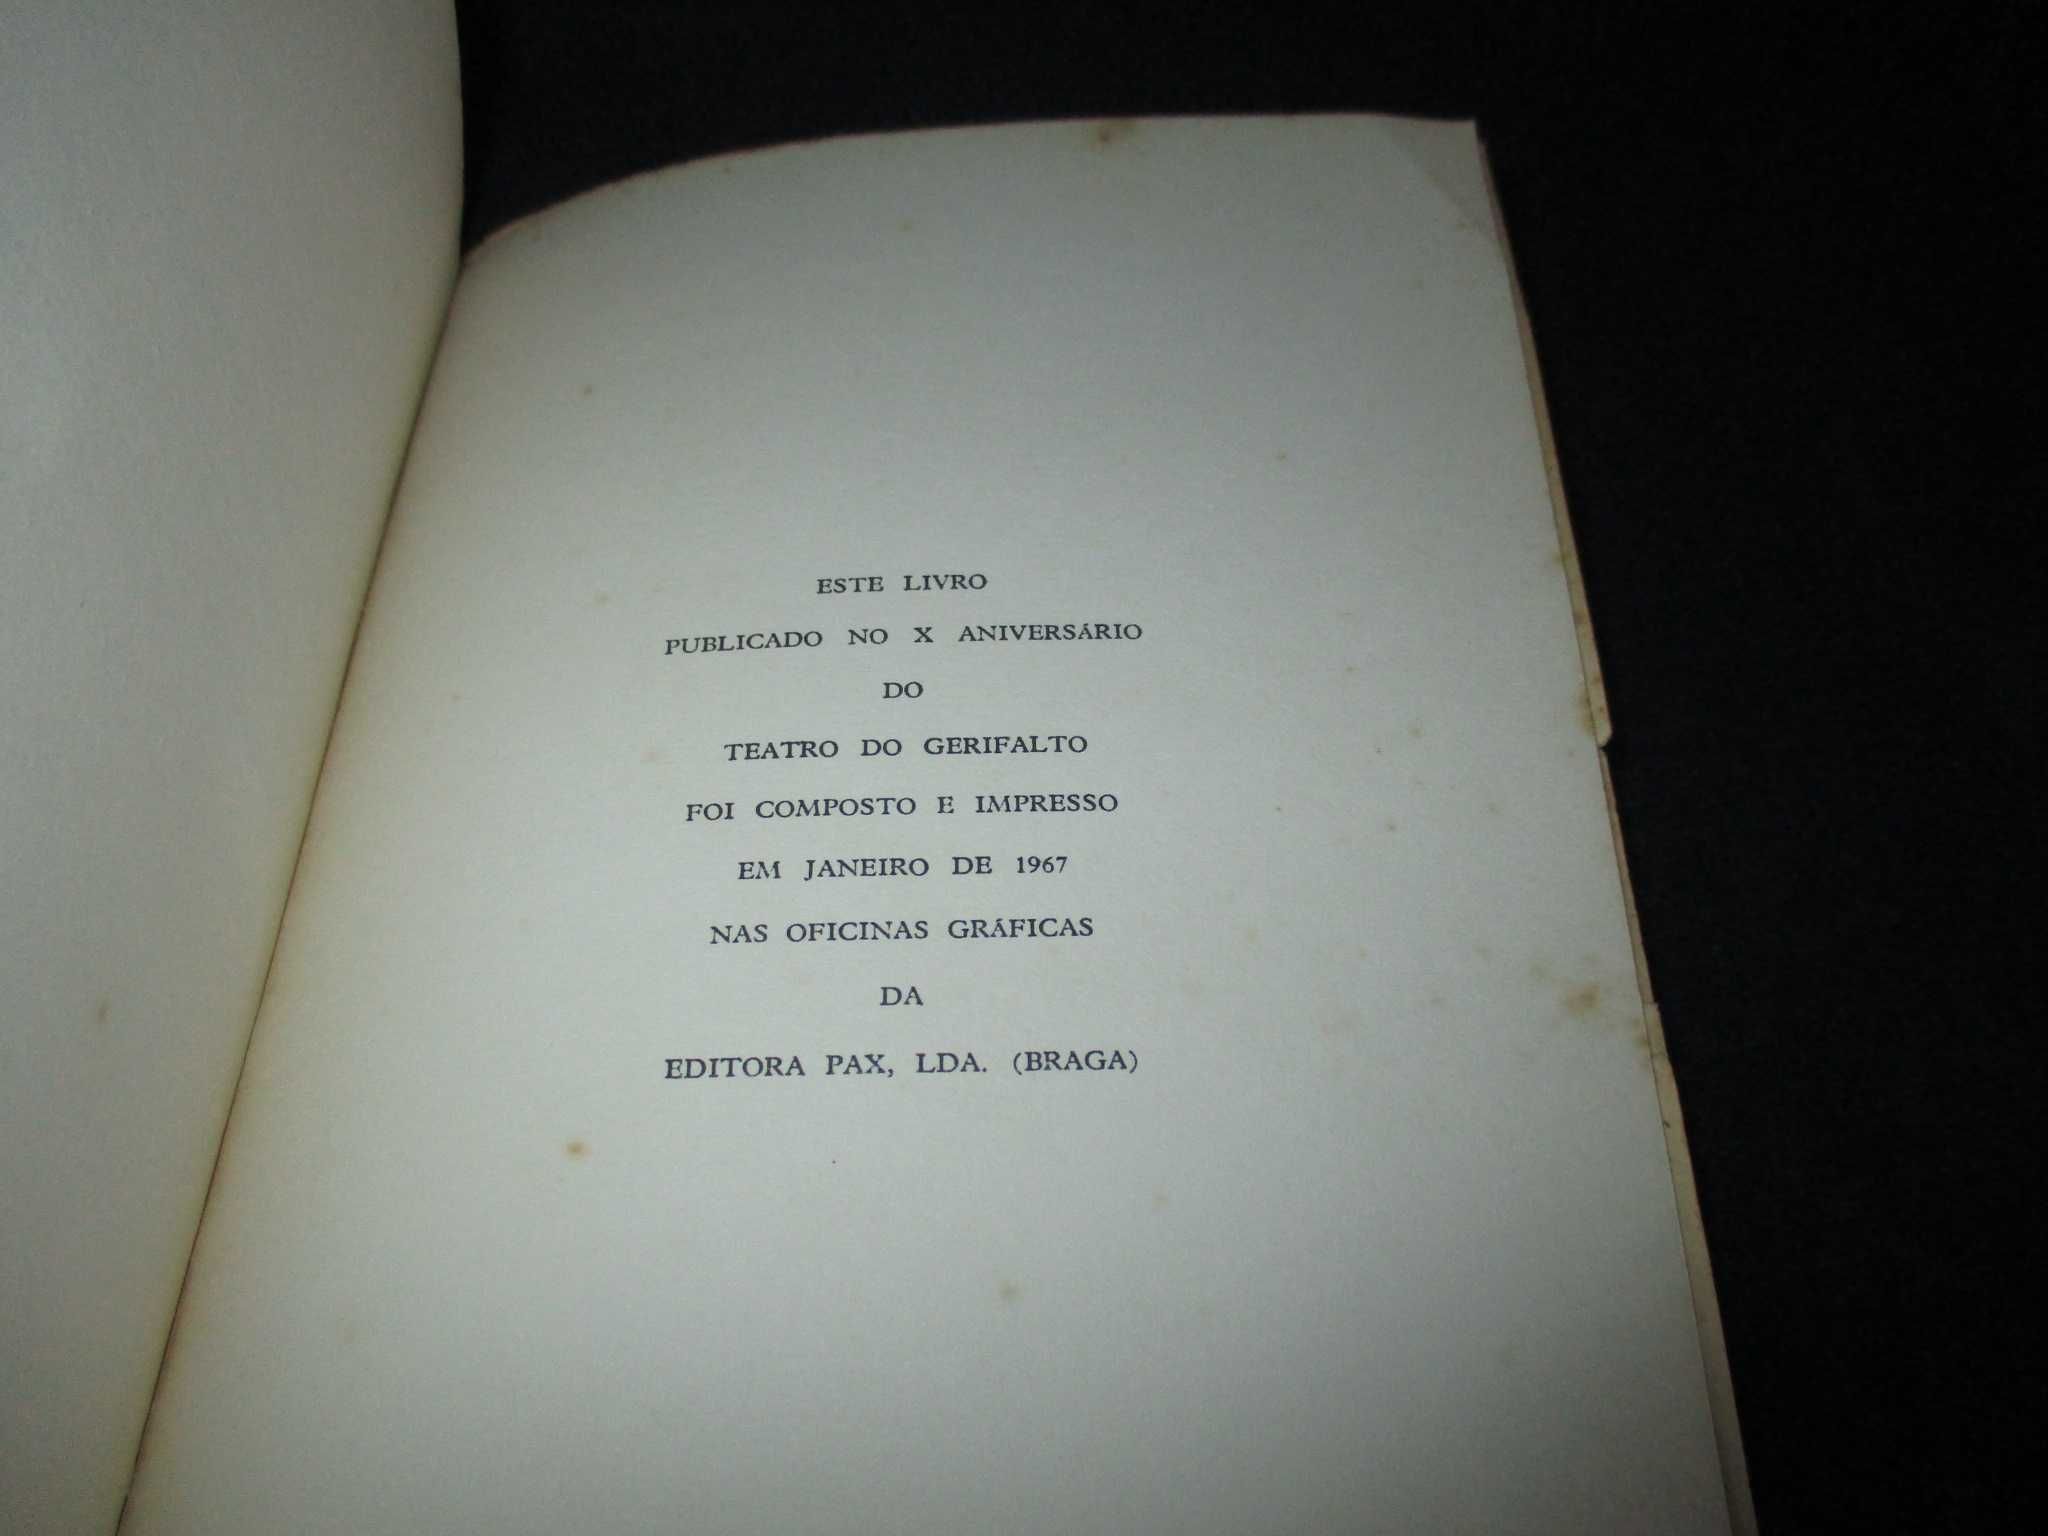 ESTE LIVRO
PUBLICADO NO X ANIVERSÁRIO
DO
TEATRO DO GERIFALTO
FOI COMPOSTO E IMPRESSO
EM JANEIRO DE 1967
NAS OFICINAS GRÁFICAS
DA
EDITORA PAX, LDA. (BRAGA)